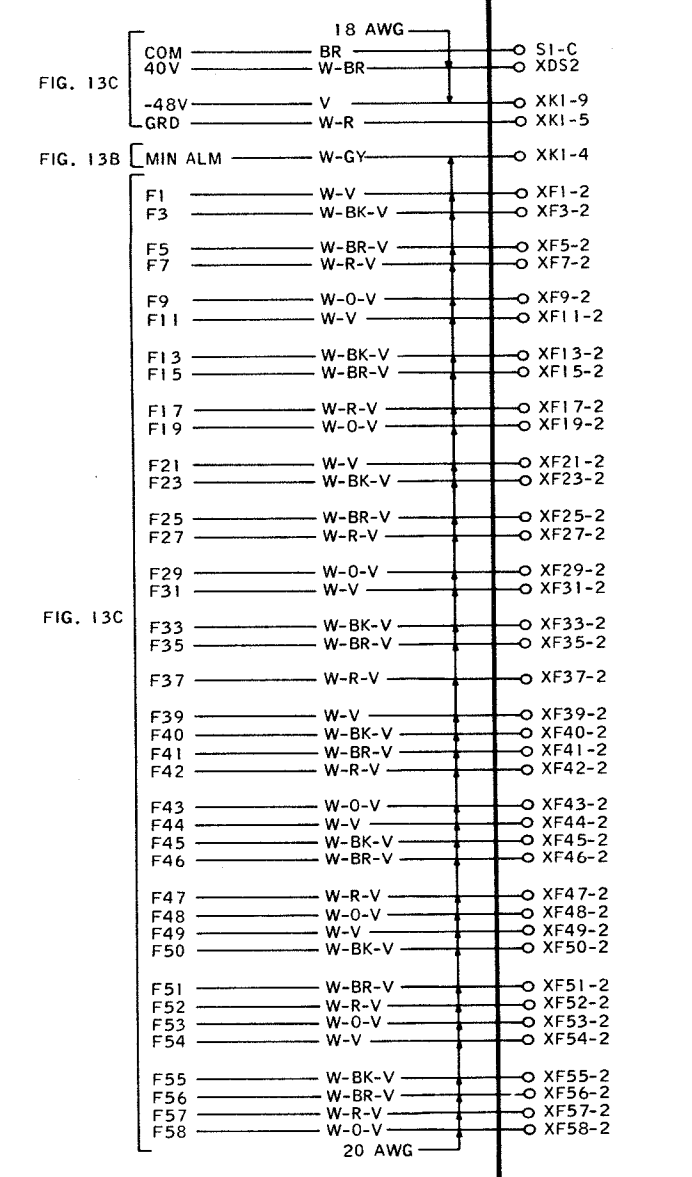 18 AWG
COM BR S1-C
40V W-BR XDS2
FIG. 13C
-48V V XK1-9
GRD W-R XK1-5
FIG. 13B MIN ALM W-GY XK1-4
F1 W-V XF1-2
F3 W-BK-V XF3-2
F5 W-BR-V XF5-2
F7 W-R-V XF7-2
F9 W-O-V XF9-2
F11 W-V XF11-2
F13 W-BK-V XF13-2
F15 W-BR-V XF15-2
F17 W-R-V XF17-2
F19 W-O-V XF19-2
F21 W-V XF21-2
F23 W-BK-V XF23-2
F25 W-BR-V XF25-2
F27 W-R-V XF27-2
F29 W-O-V XF29-2
F31 W-V XF31-2
FIG. 13C
F33 W-BK-V XF33-2
F35 W-BR-V XF35-2
F37 W-R-V XF37-2
F39 W-V XF39-2
F40 W-BK-V XF40-2
F41 W-BR-V XF41-2
F42 W-R-V XF42-2
F43 W-O-V XF43-2
F44 W-V XF44-2
F45 W-BK-V XF45-2
F46 W-BR-V XF46-2
F47 W-R-V XF47-2
F48 W-O-V XF48-2
F49 W-V XF49-2
F50 W-BK-V XF50-2
F51 W-BR-V XF51-2
F52 W-R-V XF52-2
F53 W-O-V XF53-2
F54 W-V XF54-2
F55 W-BK-V XF55-2
F56 W-BR-V XF56-2
F57 W-R-V XF57-2
F58 W-O-V XF58-2
20 AWG